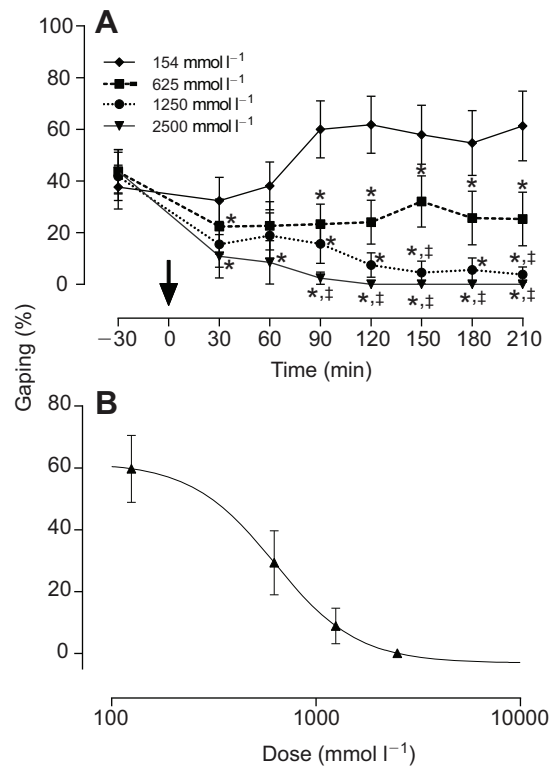 A
100
80
60
40
20
0
154 mmol l−1
625 mmol l−1
1250 mmol l−1
2500 mmol l−1
* * * * *
* * * *,‡ * *,‡
* * *,‡ *,‡ *,‡ *,‡ *,‡
−30 0 30 60 90 120 150 180 210
Time (min)
Gaping (%)
B
80
60
40
20
0
100 1000 10000
Dose (mmol l−1)